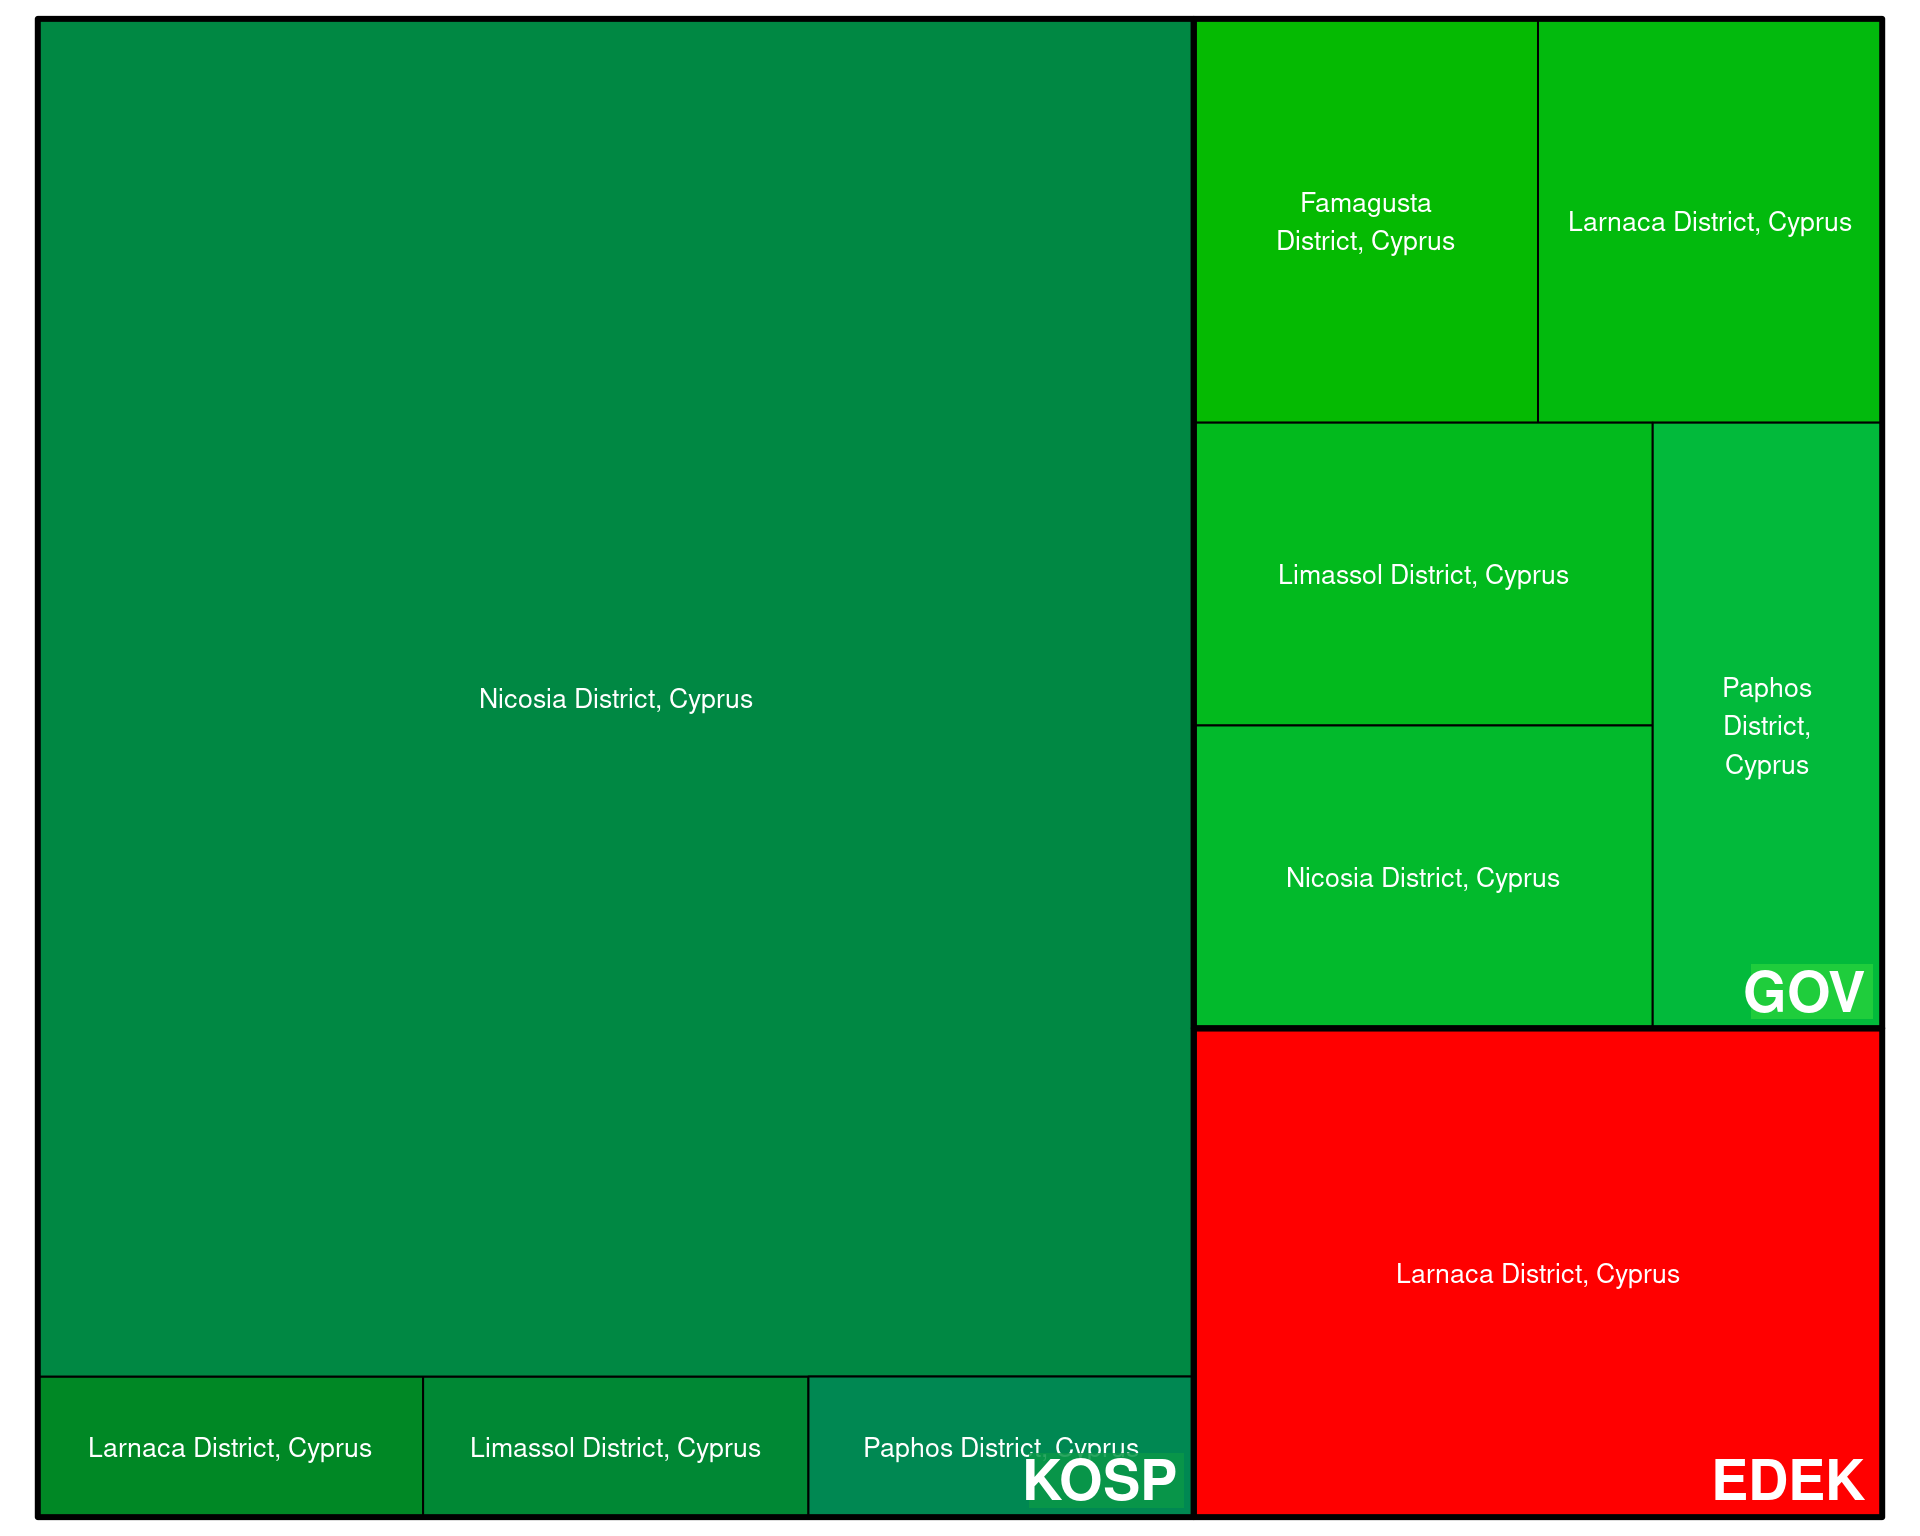 Nicosia District, Cyprus
Larnaca District, Cyprus
Limassol District, Cyprus
Paphos District, Cyprus
KOSP
Famagusta
District, Cyprus
Larnaca District, Cyprus
Limassol District, Cyprus
Nicosia District, Cyprus
Paphos
District,
Cyprus
GOV
Larnaca District, Cyprus
EDEK